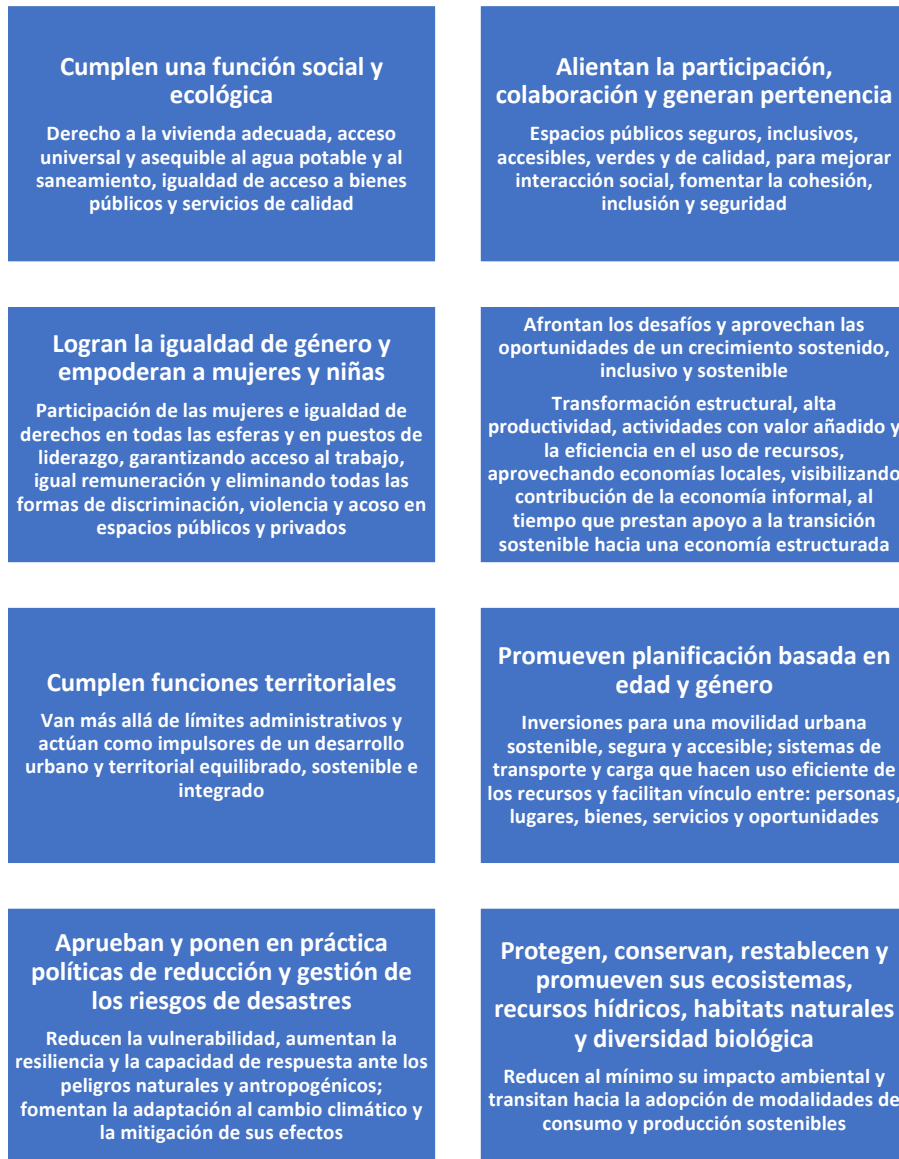 Cumplen una función social y
ecológica
Derecho a la vivienda adecuada, acceso
universal y asequible al agua potable y al
saneamiento, igualdad de acceso a bienes
públicos y servicios de calidad
Alientan la participación,
colaboración y generan pertenencia
Espacios públicos seguros, inclusivos,
accesibles, verdes y de calidad, para mejorar
interacción social, fomentar la cohesión,
inclusión y seguridad
Logran la igualdad de género y
empoderan a mujeres y niñas
Participación de las mujeres e igualdad de
derechos en todas las esferas y en puestos de
liderazgo, garantizando acceso al trabajo,
igual remuneración y eliminando todas las
formas de discriminación, violencia y acoso en
espacios públicos y privados
Afrontan los desafíos y aprovechan las
oportunidades de un crecimiento sostenido,
inclusivo y sostenible
Transformación estructural, alta
productividad, actividades con valor añadido y
la eficiencia en el uso de recursos,
aprovechando economías locales, visibilizando
contribución de la economía informal, al
tiempo que prestan apoyo a la transición
sostenible hacia una economía estructurada
Cumplen funciones territoriales
Van más allá de límites administrativos y
actúan como impulsores de un desarrollo
urbano y territorial equilibrado, sostenible e
integrado
Promueven planificación basada en
edad y género
Inversiones para una movilidad urbana
sostenible, segura y accesible; sistemas de
transporte y carga que hacen uso eficiente de
los recursos y facilitan vínculo entre: personas,
lugares, bienes, servicios y oportunidades
Aprueban y ponen en práctica
políticas de reducción y gestión de
los riesgos de desastres
Reducen la vulnerabilidad, aumentan la
resiliencia y la capacidad de respuesta ante los
peligros naturales y antropogénicos;
fomentan la adaptación al cambio climático y
la mitigación de sus efectos
Protegen, conservan, restablecen y
promueven sus ecosistemas,
recursos hídricos, habitats naturales
y diversidad biológica
Reducen al mínimo su impacto ambiental y
transitan hacia la adopción de modalidades de
consumo y producción sostenibles